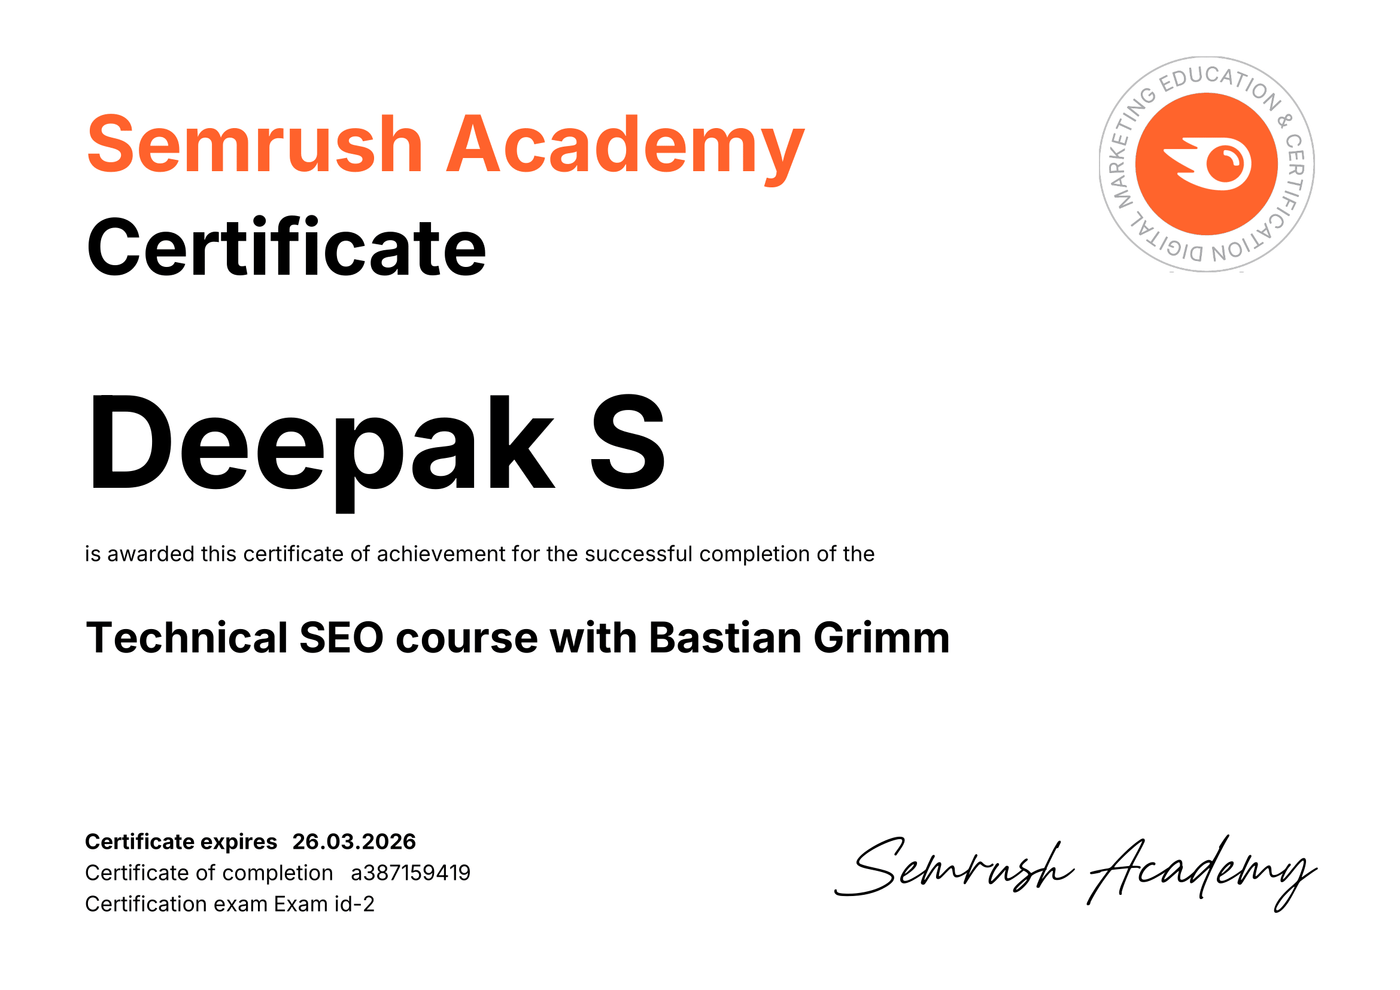 Semrush Academy
Certificate
DIGITAL MARKETING EDUCATION & CERTIFICATION
Deepak S
is awarded this certificate of achievement for the successful completion of the
Technical SEO course with Bastian Grimm
Certificate expires 26.03.2026
Certificate of completion a387159419
Certification exam Exam id-2
Semrush Academy